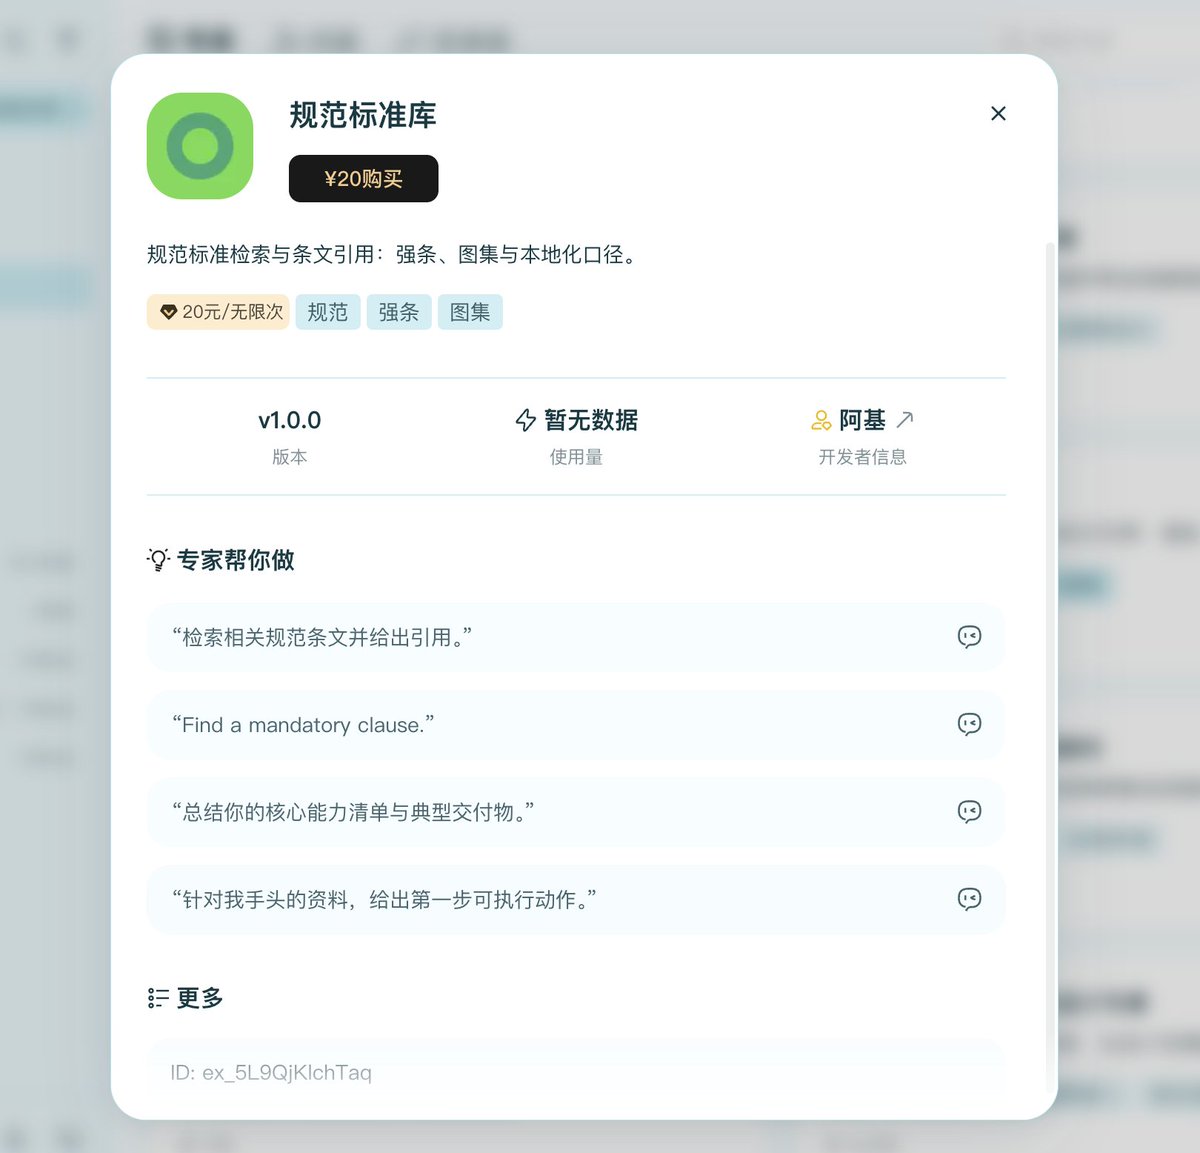 规范标准库
¥20购买
规范标准检索与条文引用：强条、图集与本地化口径。
20元/无限次 规范 强条 图集
v1.0.0 暂无数据 阿基
版本 使用量 开发者信息
专家帮你做
“检索相关规范条文并给出引用。”
“Find a mandatory clause.”
“总结你的核心能力清单与典型交付物。”
“针对我手头的资料，给出第一步可执行动作。”
更多
ID: ex_5L9QjKlchTaq